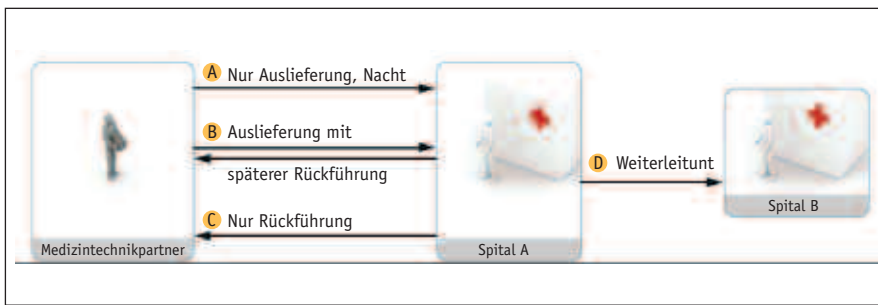 A Nur Auslieferung, Nacht
B Auslieferung mit
späterer Rückführung
D Weiterleitunt
C Nur Rückführung
Medizintechnikpartner
Spital A
Spital B